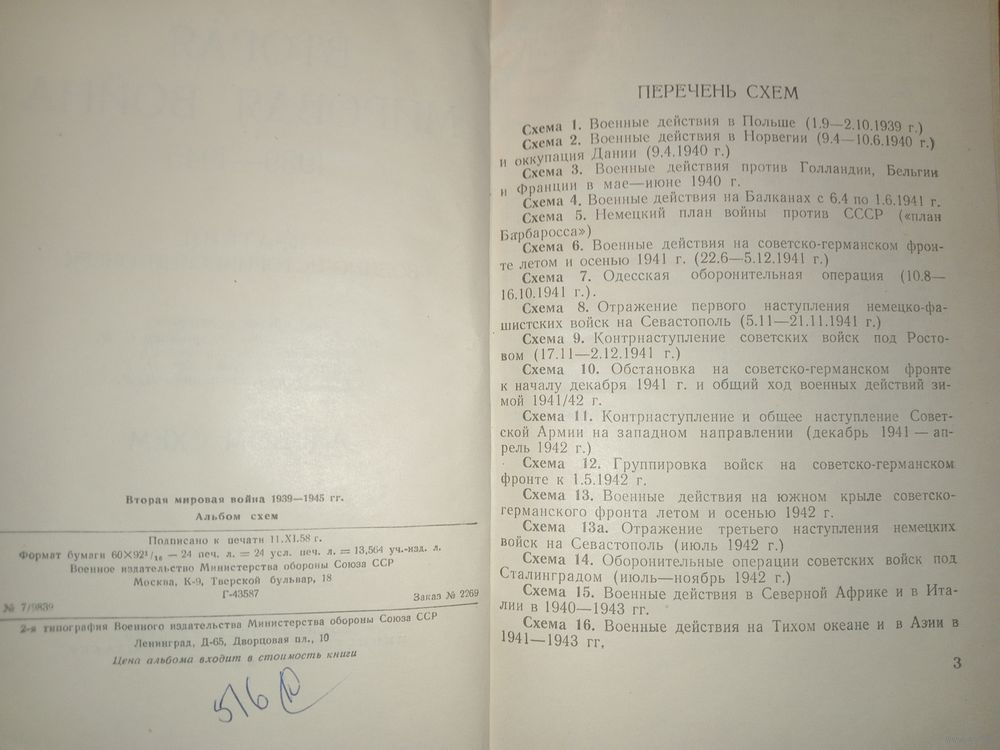 Вторая мировая война 1939—1945 гг.
Альбом схем
Подписано к печати 11.XI.58 г.
Формат бумаги 60×92¹/₁₆ — 24 печ. л. = 24 усл. печ. л. = 13,564 уч.-изд. л.
Военное издательство Министерства обороны Союза ССР
Москва, К-9, Тверской бульвар, 18
Г-43587
№ 7/9839
Заказ № 2269
2-я типография Военного издательства Министерства обороны Союза ССР
Ленинград, Д-65, Дворцовая пл., 10
Цена альбома входит в стоимость книги
ПЕРЕЧЕНЬ СХЕМ
Схема 1. Военные действия в Польше (1.9—2.10.1939 г.)
Схема 2. Военные действия в Норвегии (9.4—10.6.1940 г.)
и оккупация Дании (9.4.1940 г.)
Схема 3. Военные действия против Голландии, Бельгии
и Франции в мае—июне 1940 г.
Схема 4. Военные действия на Балканах с 6.4 по 1.6.1941 г.
Схема 5. Немецкий план войны против СССР («план
Барбаросса»)
Схема 6. Военные действия на советско-германском фрон-
те летом и осенью 1941 г. (22.6—5.12.1941 г.)
Схема 7. Одесская оборонительная операция (10.8—
16.10.1941 г.).
Схема 8. Отражение первого наступления немецко-фа-
шистских войск на Севастополь (5.11—21.11.1941 г.)
Схема 9. Контрнаступление советских войск под Росто-
вом (17.11—2.12.1941 г.)
Схема 10. Обстановка на советско-германском фронте
к началу декабря 1941 г. и общий ход военных действий зи-
мой 1941/42 г.
Схема 11. Контрнаступление и общее наступление Совет-
ской Армии на западном направлении (декабрь 1941 — ап-
рель 1942 г.)
Схема 12. Группировка войск на советско-германском
фронте к 1.5.1942 г.
Схема 13. Военные действия на южном крыле советско-
германского фронта летом и осенью 1942 г.
Схема 13а. Отражение третьего наступления немецких
войск на Севастополь (июль 1942 г.)
Схема 14. Оборонительные операции советских войск под
Сталинградом (июль—ноябрь 1942 г.)
Схема 15. Военные действия в Северной Африке и в Ита-
лии в 1940—1943 гг.
Схема 16. Военные действия на Тихом океане и в Азии в
1941—1943 гг.
3